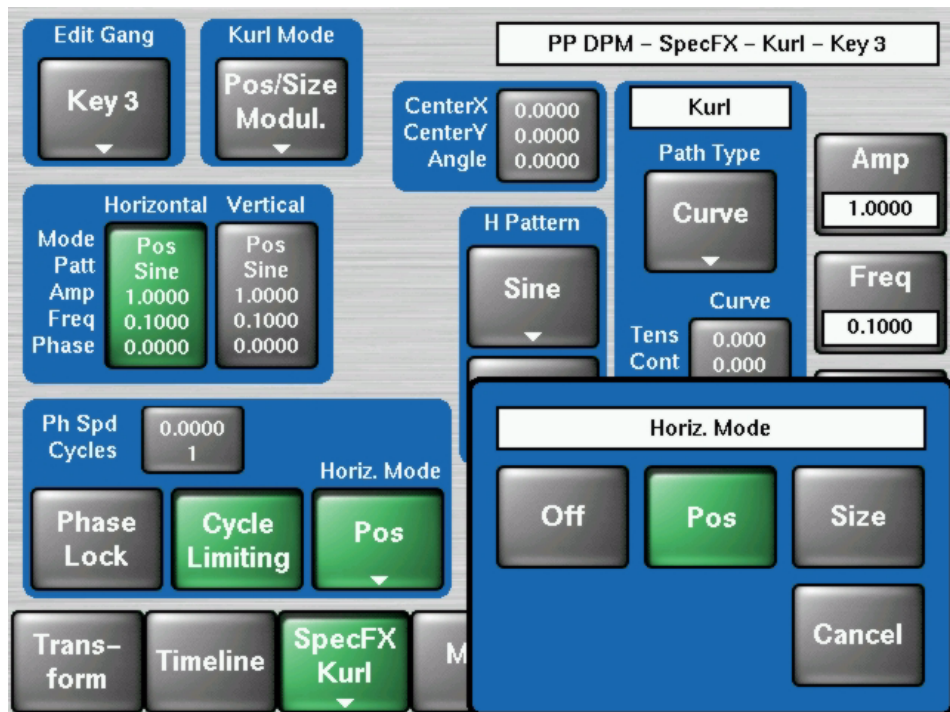 Edit Gang
Key 3
Kurl Mode
Pos/Size
Modul.
PP DPM – SpecFX – Kurl – Key 3
CenterX 0.0000
CenterY 0.0000
Angle 0.0000
Kurl
Path Type
Curve
Amp
1.0000
Freq
0.1000
Horizontal Vertical
Mode Pos Pos
Patt Sine Sine
Amp 1.0000 1.0000
Freq 0.1000 0.1000
Phase 0.0000 0.0000
H Pattern
Sine
Curve
Tens 0.000
Cont 0.000
Ph Spd 0.0000
Cycles 1
Horiz. Mode
Phase
Lock
Cycle
Limiting
Pos
Horiz. Mode
Off
Pos
Size
Cancel
Trans–
form
Timeline
SpecFX
Kurl
M